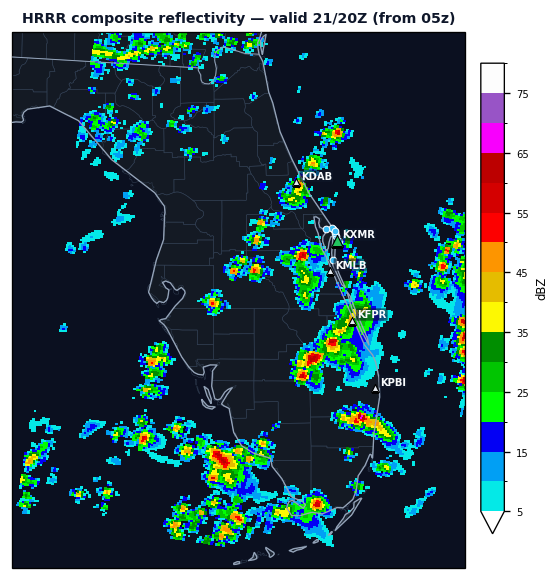 HRRR composite reflectivity — valid 21/20Z (from 05z)
KDAB
KXMR
KMLB
KFPR
KPBI
75
65
55
45
35
25
15
5
dBZ